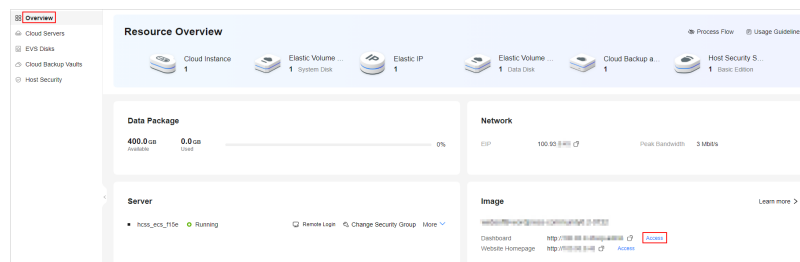 Overview
Cloud Servers
EVS Disks
Cloud Backup Vaults
Host Security
Resource Overview
Process Flow
Usage Guideline
Cloud Instance
1
Elastic Volume ...
1 System Disk
Elastic IP
1
Elastic Volume ...
1 Data Disk
Cloud Backup a...
1
Host Security S...
1 Basic Edition
Data Package
400.0 GB
Available
0.0 GB
Used
0%
Network
EIP 100.93
Peak Bandwidth 3 Mbit/s
Server
hcss_ecs_f15e Running Remote Login Change Security Group More
Image
Learn more >
Dashboard http:/ Access
Website Homepage http:/ Access